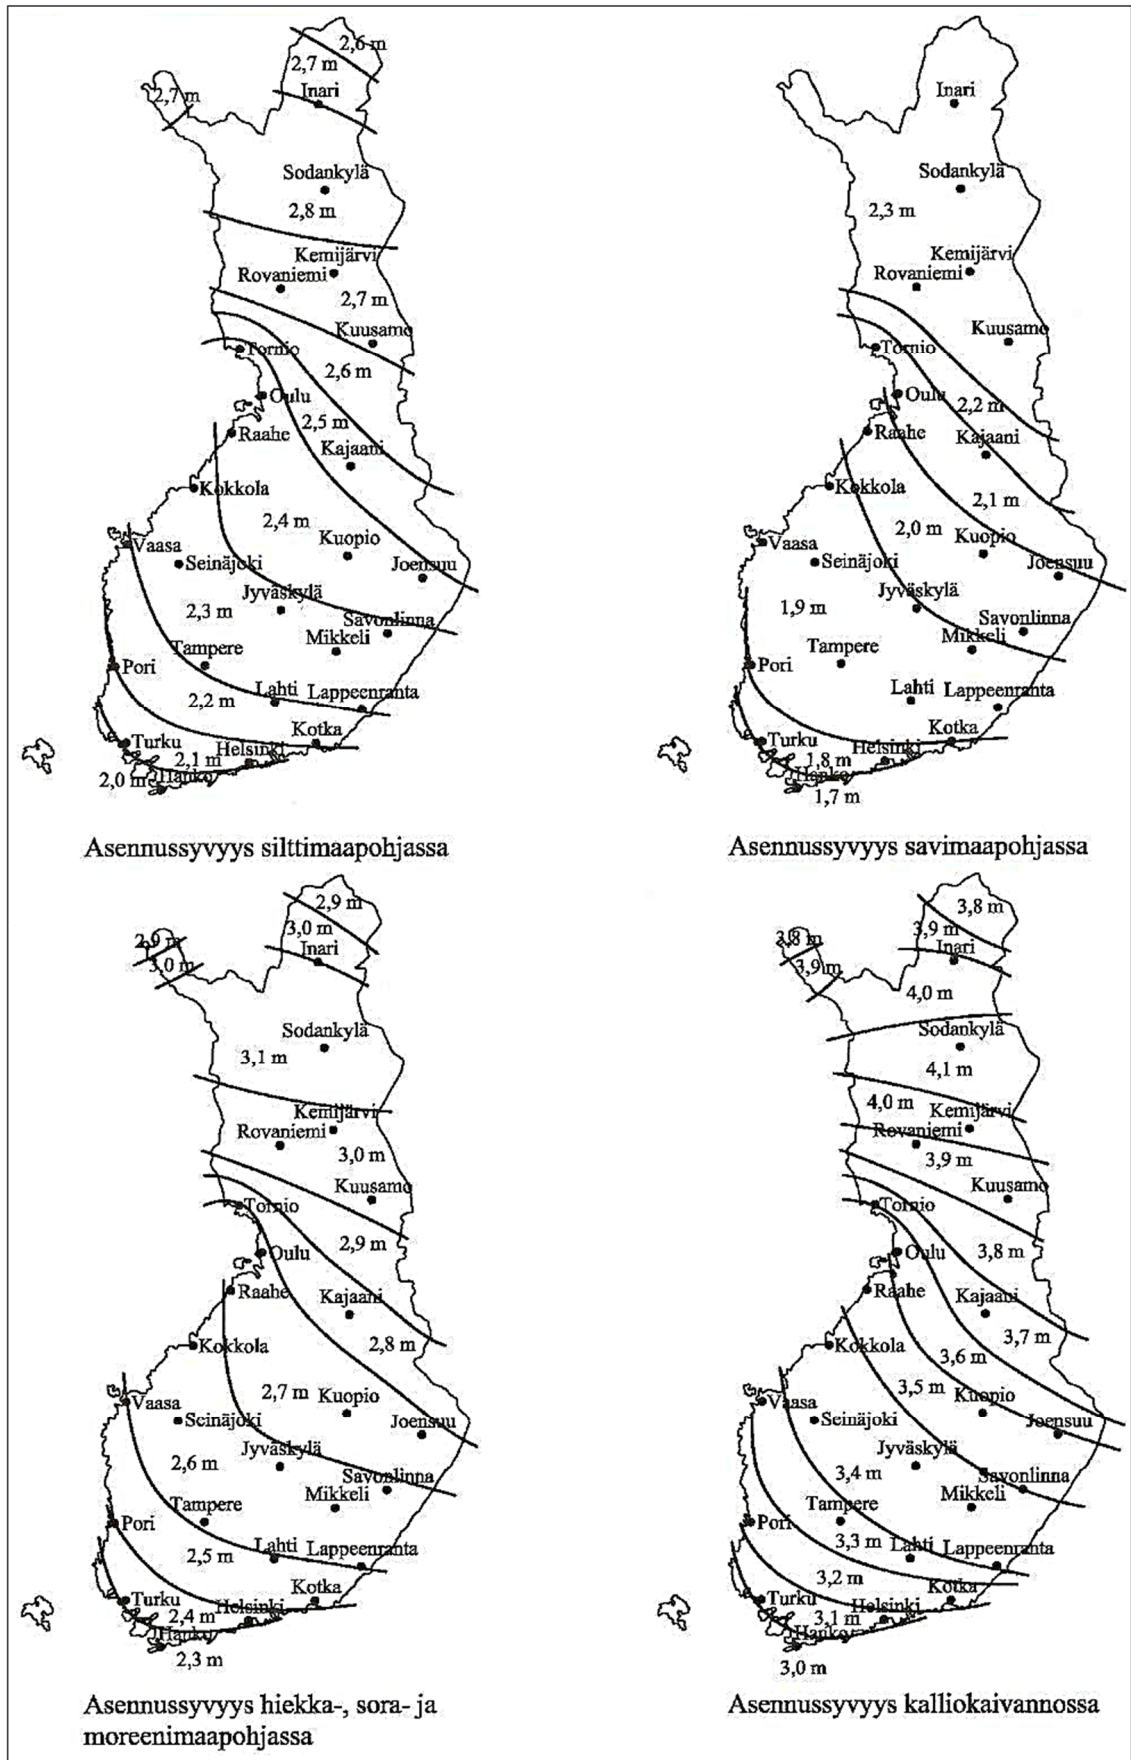 2,6 m
2,7 m
2,7 m
Inari
Sodankylä
2,8 m
Kemijärvi
Rovaniemi
2,7 m
Kuusamo
Tornio
2,6 m
Oulu
2,5 m
Raahe
Kajaani
Kokkola
2,4 m
Vaasa
Kuopio
Seinäjoki
Joensuu
Jyväskylä
2,3 m
Savonlinna
Mikkeli
Tampere
Pori
Lahti
Lappeenranta
2,2 m
Kotka
Turku
Helsinki
2,1 m
2,0 m
Hanko
Asennussyvyys silttimaapohjassa
Inari
Sodankylä
2,3 m
Kemijärvi
Rovaniemi
Kuusamo
Tornio
Oulu
2,2 m
Raahe
Kajaani
Kokkola
2,1 m
2,0 m
Vaasa
Kuopio
Seinäjoki
Joensuu
Jyväskylä
1,9 m
Savonlinna
Mikkeli
Tampere
Pori
Lahti
Lappeenranta
Kotka
Turku
Helsinki
1,8 m
Hanko
1,7 m
Asennussyvyys savimaapohjassa
2,9 m
3,0 m
2,9 m
Inari
3,0 m
Sodankylä
3,1 m
Kemijärvi
Rovaniemi
3,0 m
Kuusamo
Tornio
2,9 m
Oulu
Raahe
Kajaani
2,8 m
Kokkola
2,7 m
Kuopio
Vaasa
Seinäjoki
Joensuu
Jyväskylä
2,6 m
Savonlinna
Mikkeli
Tampere
Pori
Lahti
Lappeenranta
2,5 m
Kotka
Turku
Helsinki
2,4 m
Hanko
2,3 m
Asennussyvyys hiekka-, sora- ja
moreenimaapohjassa
3,8 m
3,9 m
3,8 m
Inari
3,9 m
4,0 m
Sodankylä
4,1 m
4,0 m
Kemijärvi
Rovaniemi
3,9 m
Kuusamo
Tornio
3,8 m
Oulu
Raahe
Kajaani
3,7 m
Kokkola
3,6 m
3,5 m
Kuopio
Vaasa
Seinäjoki
Joensuu
Jyväskylä
3,4 m
Savonlinna
Mikkeli
Tampere
Pori
3,3 m
Lahti
Lappeenranta
3,2 m
Kotka
Turku
Helsinki
3,1 m
Hanko
3,0 m
Asennussyvyys kalliokaivannossa